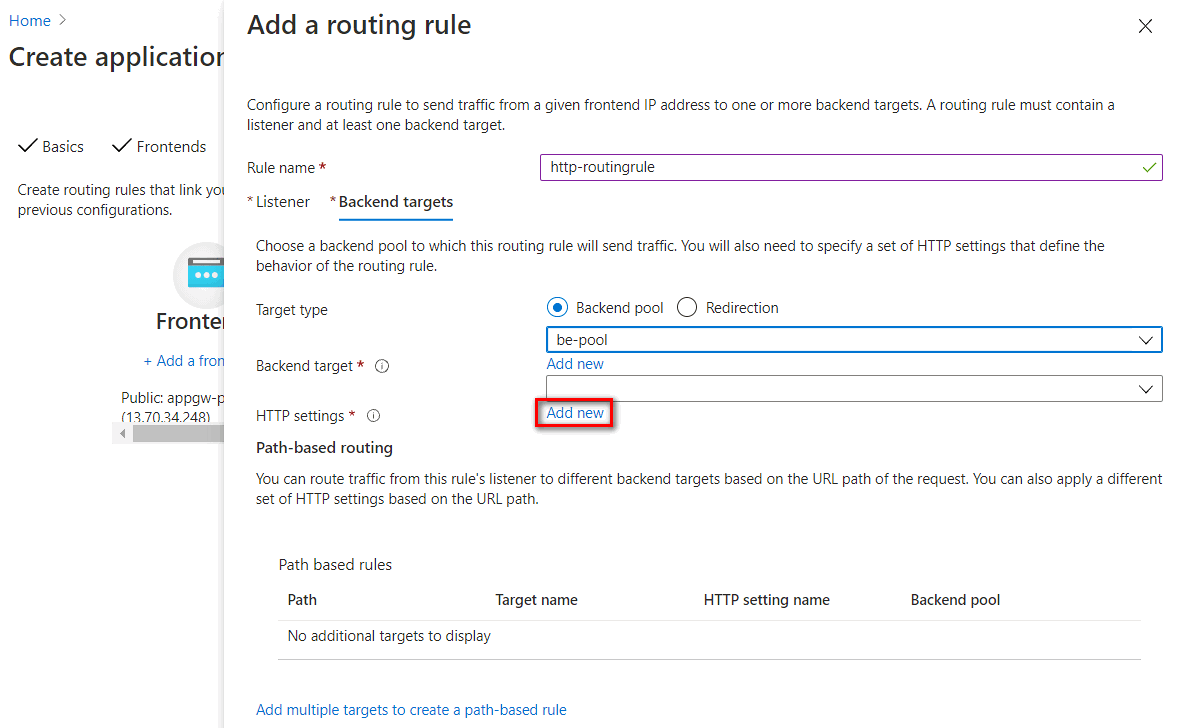 Home
Create application
Basics
Frontends
Create routing rules that link you
previous configurations.
Fronte
+ Add a fron
Public: appgw-p
(13.70.34.248)
Add a routing rule
Configure a routing rule to send traffic from a given frontend IP address to one or more backend targets. A routing rule must contain a
listener and at least one backend target.
Rule name *
http-routingrule
* Listener
* Backend targets
Choose a backend pool to which this routing rule will send traffic. You will also need to specify a set of HTTP settings that define the
behavior of the routing rule.
Target type
Backend pool
Redirection
be-pool
Backend target *
Add new
HTTP settings *
Add new
Path-based routing
You can route traffic from this rule's listener to different backend targets based on the URL path of the request. You can also apply a different
set of HTTP settings based on the URL path.
Path based rules
Path Target name HTTP setting name Backend pool
No additional targets to display
Add multiple targets to create a path-based rule